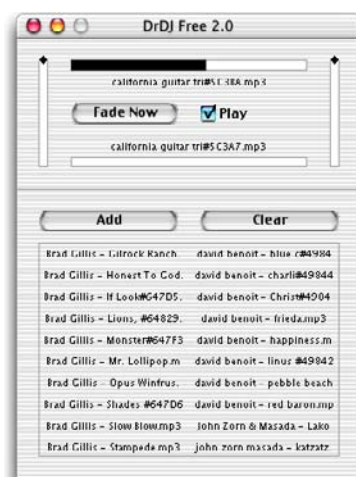 DrDJ Free 2.0
california guitar tri#5C3A8.mp3
Fade Now
Play
california guitar tri#5C3A7.mp3
Add
Clear
Brad Gillis – Gilrock Ranch. david benoit – blue c#4984
Brad Gillis – Honest To God. david benoit – charli#49844
Brad Gillis – If Look#647D5. david benoit – Christ#4984
Brad Gillis – Lions, #64829. david benoit – frieda.mp3
Brad Gillis – Monster#647F3 david benoit – happiness.m
Brad Gillis – Mr. Lollipop.m david benoit – linus #49842
Brad Gillis – Opus Winfrus. david benoit – pebble beach
Brad Gillis – Shades #647D6 david benoit – red baron.mp
Brad Gillis – Slow Blow.mp3 John Zorn & Masada – Lako
Brad Gillis – Stampede.mp3 john zorn masada – katzatz